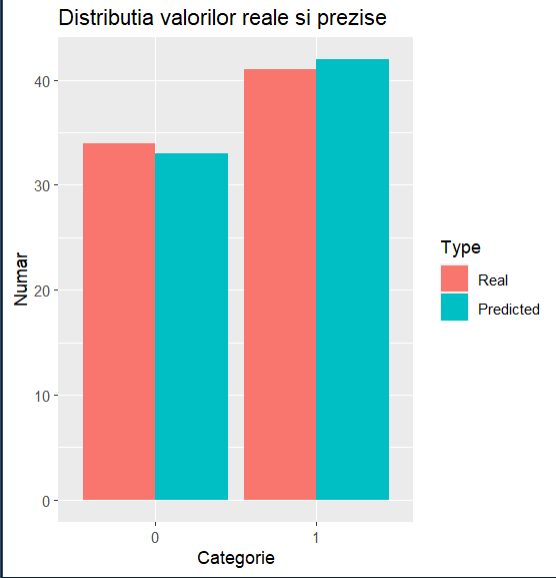 Distributia valorilor reale si prezise
Numar
40
30
20
10
0
0 1
Categorie
Type
Real
Predicted